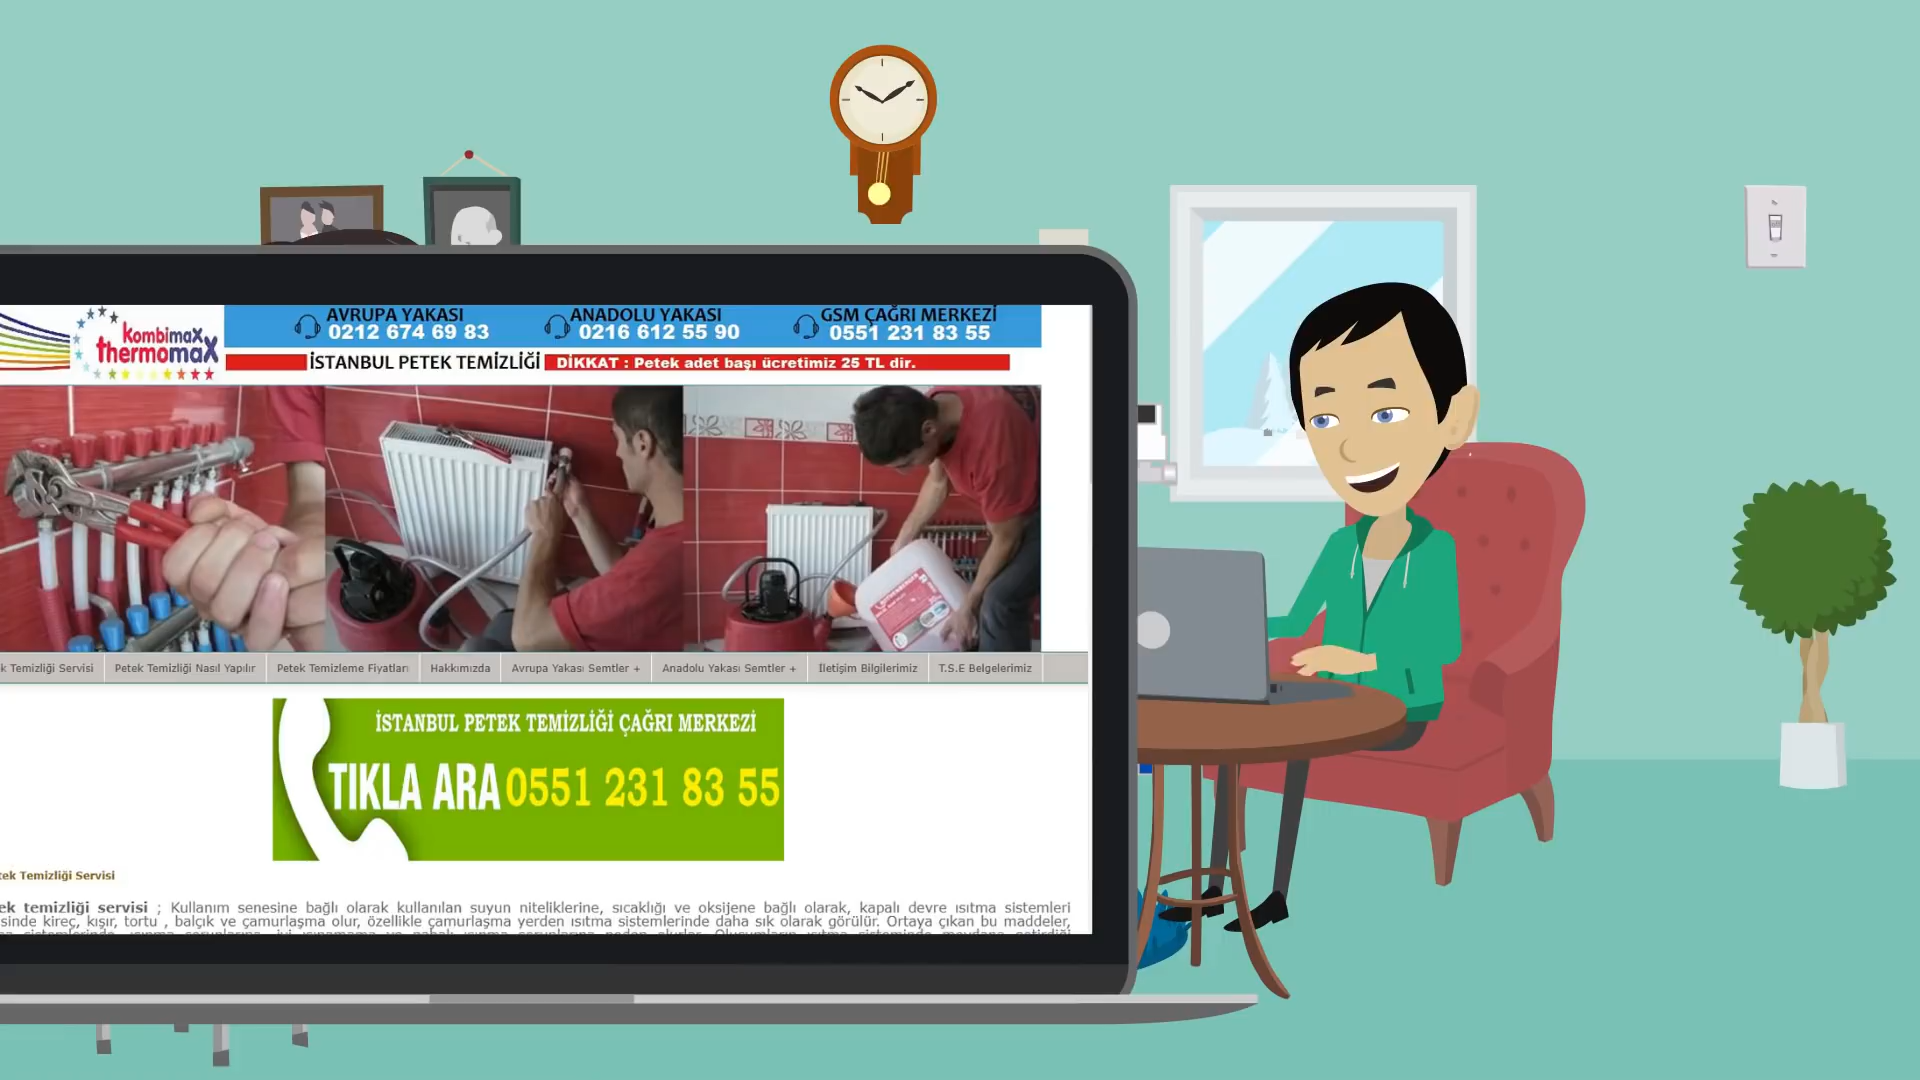 AVRUPA YAKASI
0212 674 69 83
ANADOLU YAKASI
0216 612 55 90
GSM ÇAĞRI MERKEZİ
0551 231 83 55
kombimax
thermomax
İSTANBUL PETEK TEMİZLİĞİ
DİKKAT : Petek adet başı ücretimiz 25 TL dir.
Temizliği Servisi
Petek Temizliği Nasıl Yapılır
Petek Temizleme Fiyatları
Hakkımızda
Avrupa Yakası Semtler +
Anadolu Yakası Semtler +
İletişim Bilgilerimiz
T.S.E Belgelerimiz
İSTANBUL PETEK TEMİZLİĞİ ÇAĞRI MERKEZİ
TIKLA ARA 0551 231 83 55
Temizliği Servisi
temizliği servisi ; Kullanım senesine bağlı olarak kullanılan suyun niteliklerine, sıcaklığı ve oksijene bağlı olarak, kapalı devre ısıtma sistemleri
kireç, kışır, tortu , balçık ve çamurlaşma olur, özellikle çamurlaşma yerden ısıtma sistemlerinde daha sık olarak görülür. Ortaya çıkan bu maddeler,